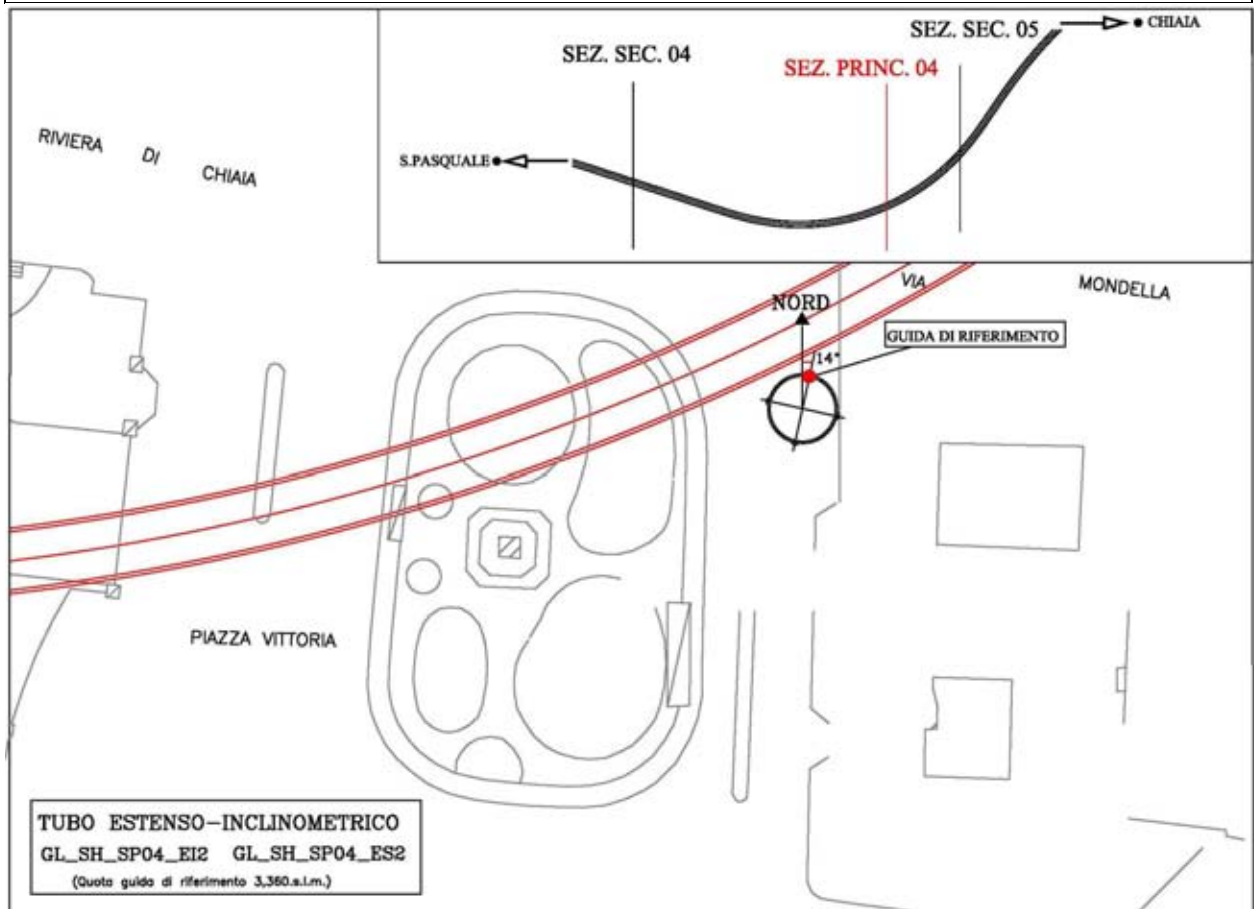 SEZ. SEC. 04
SEZ. PRINC. 04
SEZ. SEC. 05
CHIAIA
S.PASQUALE
RIVIERA DI CHIAIA
VIA MONDELLA
NORD
14°
GUIDA DI RIFERIMENTO
PIAZZA VITTORIA
TUBO ESTENSO-INCLINOMETRICO
GL_SH_SP04_EI2 GL_SH_SP04_ES2
(Quota guida di riferimento 3,360.s.l.m.)